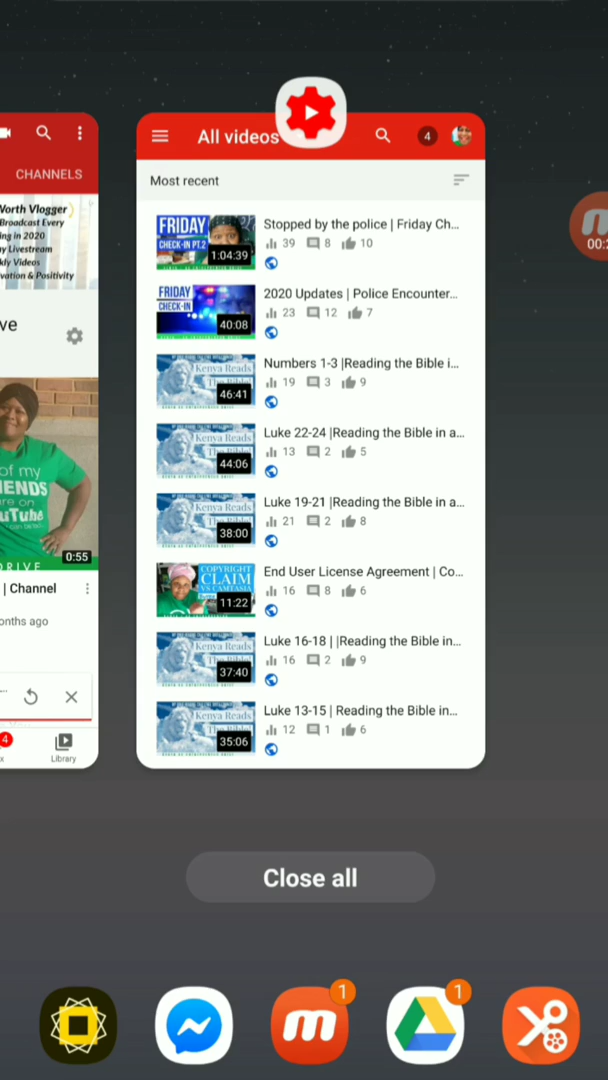 CHANNELS
Worth Vlogger
Broadcast Every
ing in 2020
y Livestream
kly Videos
vation & Positivity
ve
of my
IENDS
re on
uTube
0:55
DRIVE
| Channel
onths ago
4
x
Library
All videos
4
Most recent
FRIDAY
CHECK-IN PT.2
1:04:39
Stopped by the police | Friday Ch...
39 8 10
FRIDAY
CHECK-IN
40:08
2020 Updates | Police Encounter...
23 12 7
Kenya Reads
46:41
Numbers 1-3 |Reading the Bible i...
19 3 9
Kenya Reads
44:06
Luke 22-24 |Reading the Bible in a...
13 2 5
Kenya Reads
38:00
Luke 19-21 |Reading the Bible in a...
21 2 8
COPYRIGHT
CLAIM
VS CAMTASIA
11:22
End User License Agreement | Co...
16 8 6
Kenya Reads
37:40
Luke 16-18 | |Reading the Bible in...
16 2 9
Kenya Reads
35:06
Luke 13-15 | Reading the Bible in...
12 1 6
00:
Close all
1
1